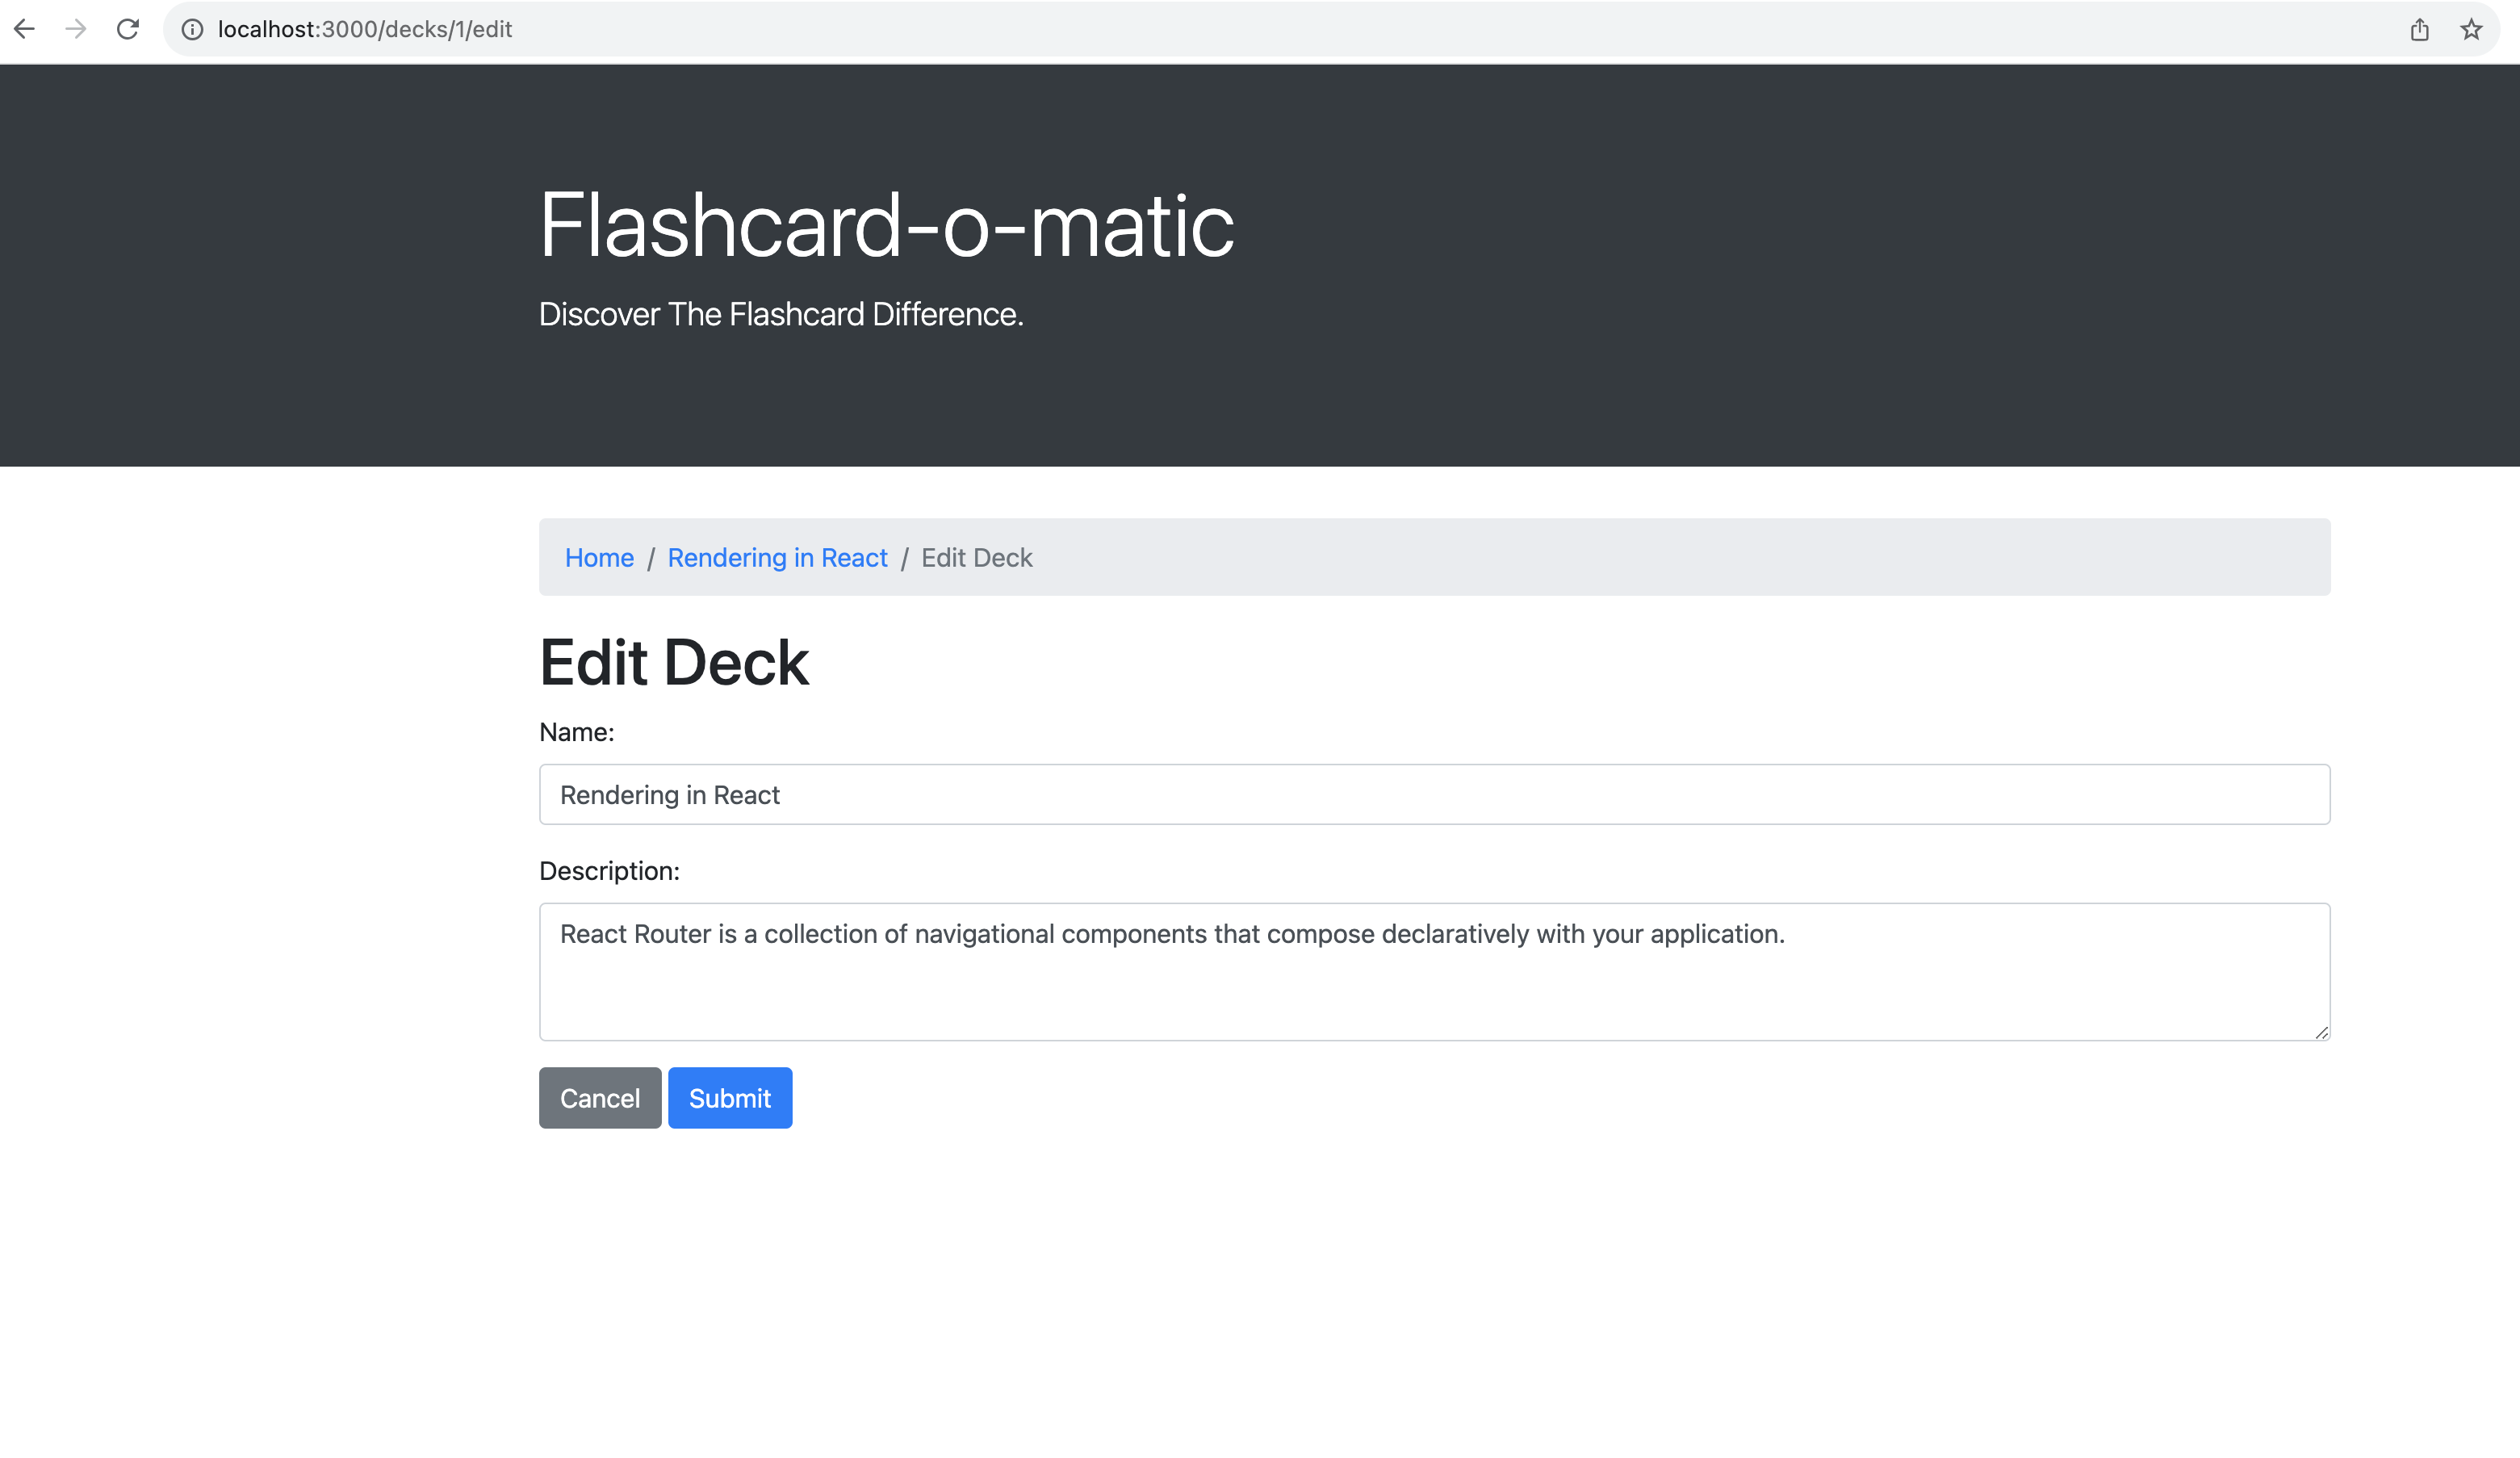 localhost:3000/decks/1/edit
Flashcard-o-matic
Discover The Flashcard Difference.
Home / Rendering in React / Edit Deck
Edit Deck
Name:
Rendering in React
Description:
React Router is a collection of navigational components that compose declaratively with your application.
Cancel Submit